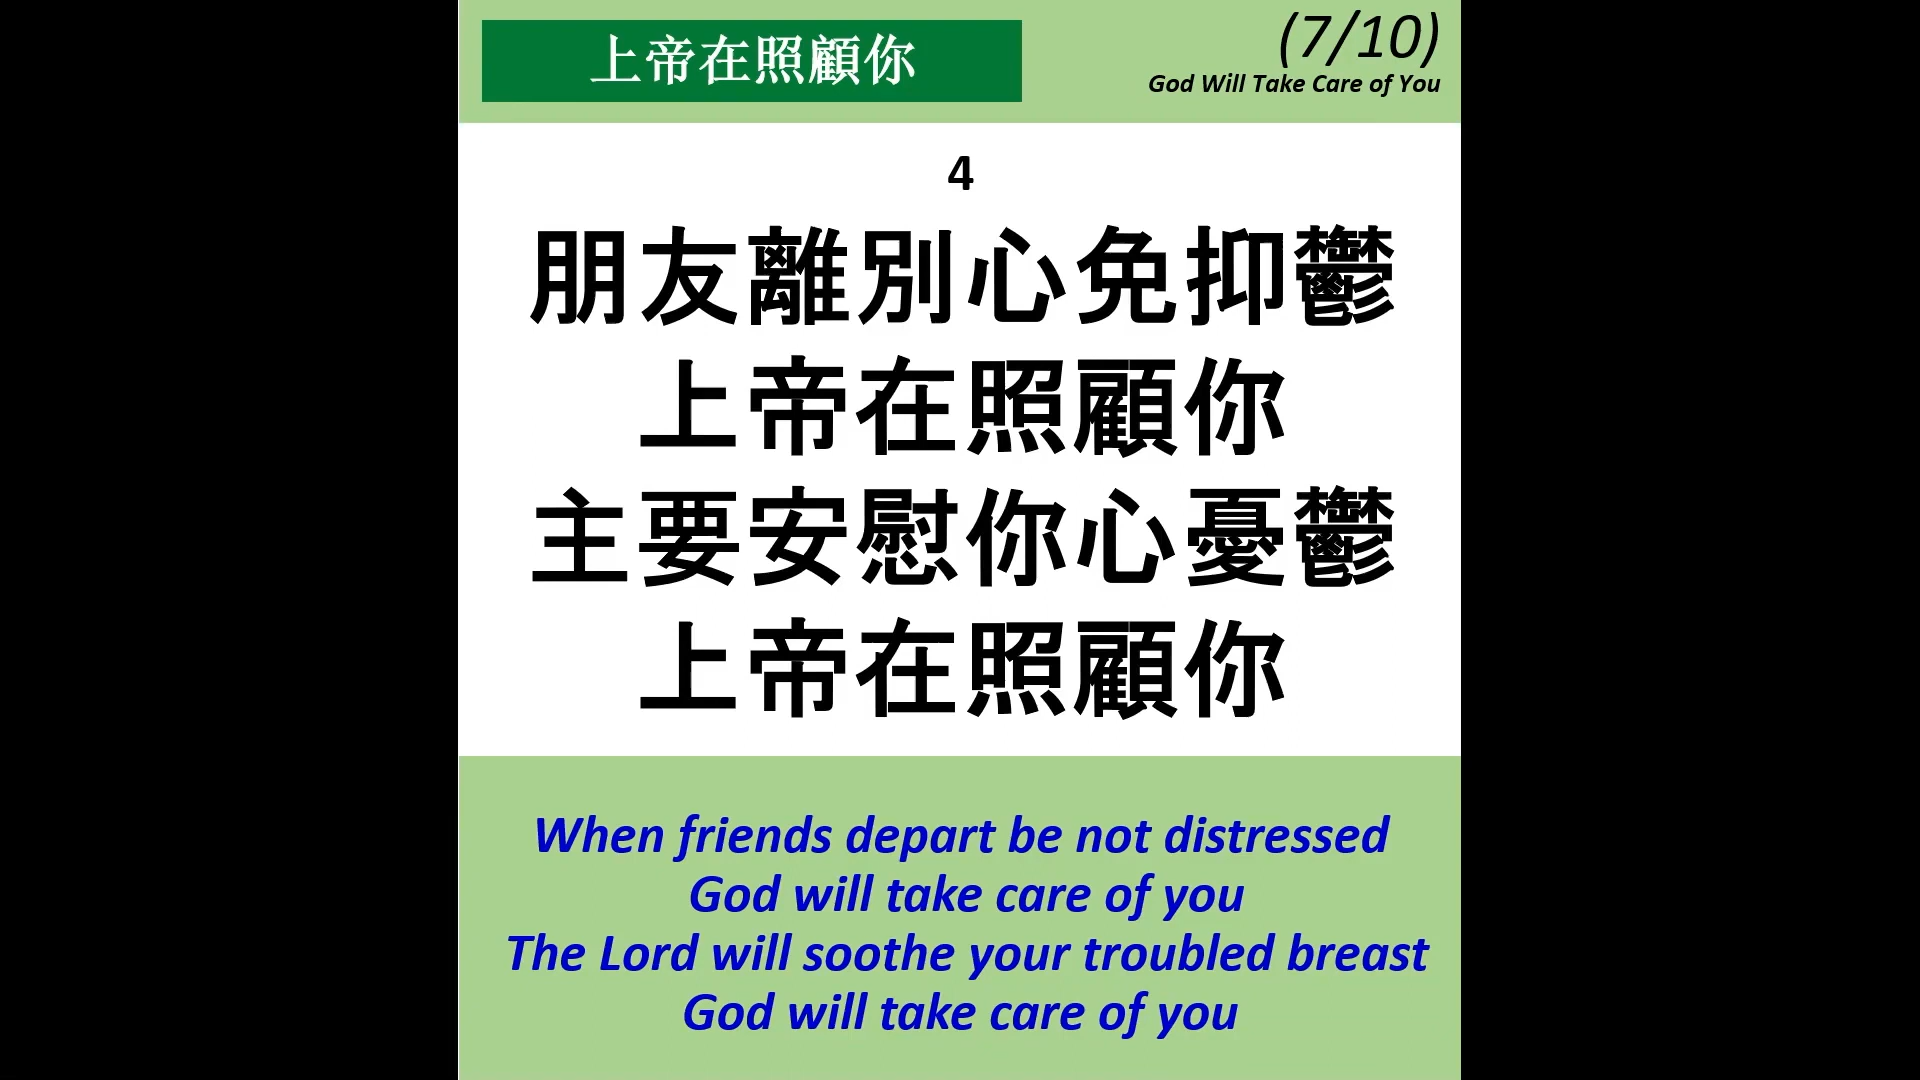 上帝在照顧你
(7/10)
God Will Take Care of You
4
朋友離別心免抑鬱
上帝在照顧你
主要安慰你心憂鬱
上帝在照顧你
When friends depart be not distressed
God will take care of you
The Lord will soothe your troubled breast
God will take care of you